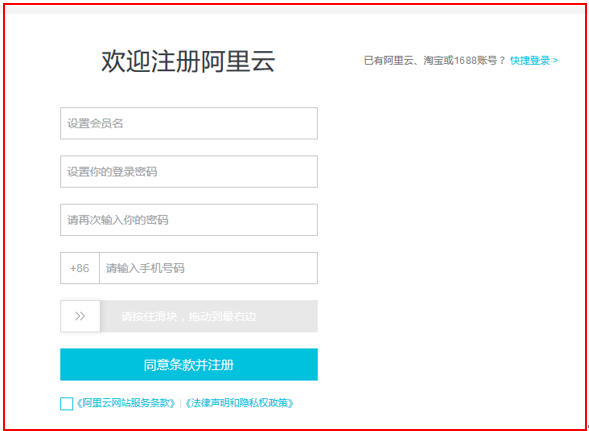 欢迎注册阿里云
已有阿里云、淘宝或1688账号？ 快捷登录 >
设置会员名
设置你的登录密码
请再次输入你的密码
+86 请输入手机号码
>> 请按住滑块，拖动到最右边
同意条款并注册
《阿里云网站服务条款》 | 《法律声明和隐私权政策》